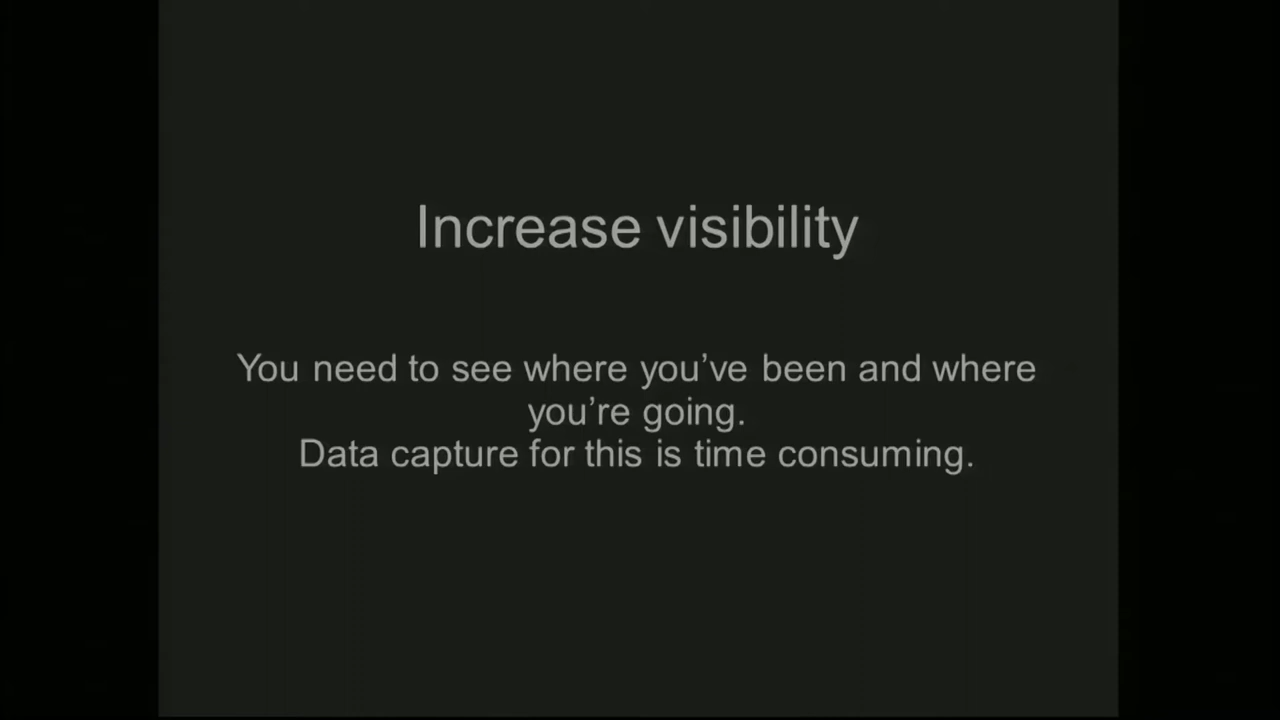 Increase visibility
You need to see where you’ve been and where
you’re going.
Data capture for this is time consuming.